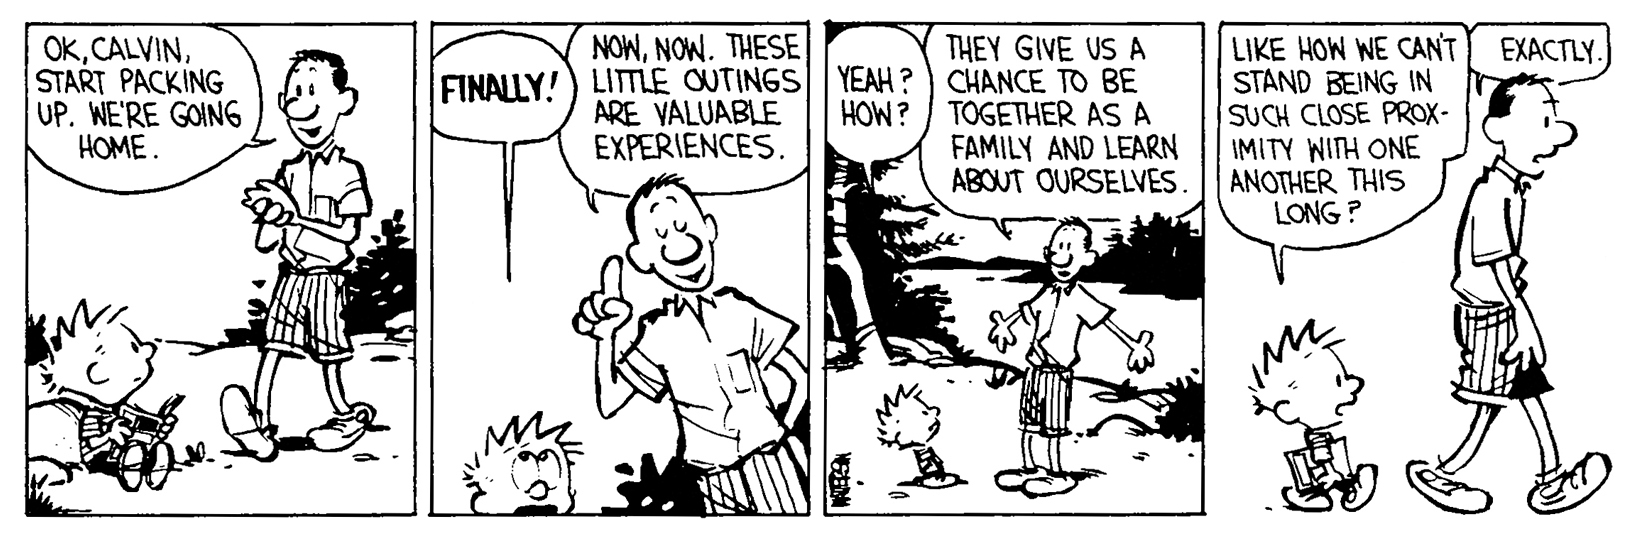 OK, CALVIN,
START PACKING
UP. WE'RE GOING
HOME.
FINALLY!
NOW, NOW. THESE
LITTLE OUTINGS
ARE VALUABLE
EXPERIENCES.
YEAH?
HOW?
THEY GIVE US A
CHANCE TO BE
TOGETHER AS A
FAMILY AND LEARN
ABOUT OURSELVES.
WATTERSON
LIKE HOW WE CAN'T
STAND BEING IN
SUCH CLOSE PROX-
IMITY WITH ONE
ANOTHER THIS
LONG?
EXACTLY.